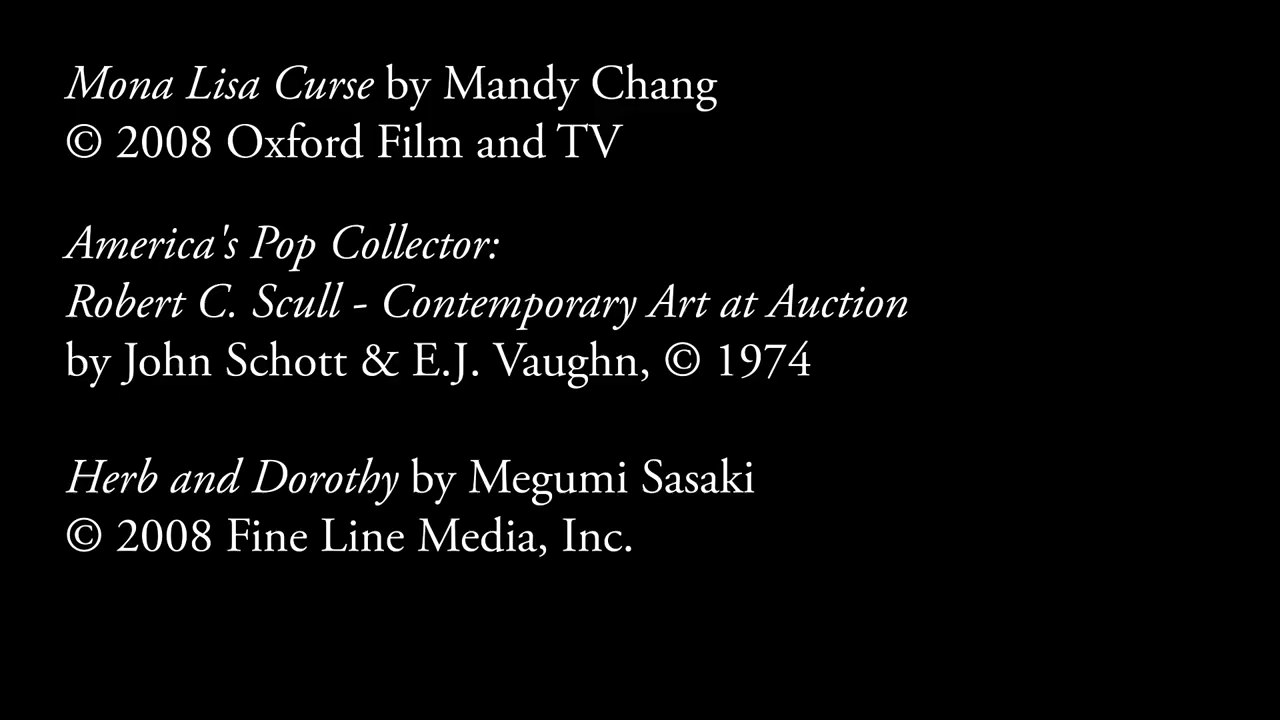 Mona Lisa Curse by Mandy Chang
© 2008 Oxford Film and TV
America's Pop Collector:
Robert C. Scull - Contemporary Art at Auction
by John Schott & E.J. Vaughn, © 1974
Herb and Dorothy by Megumi Sasaki
© 2008 Fine Line Media, Inc.